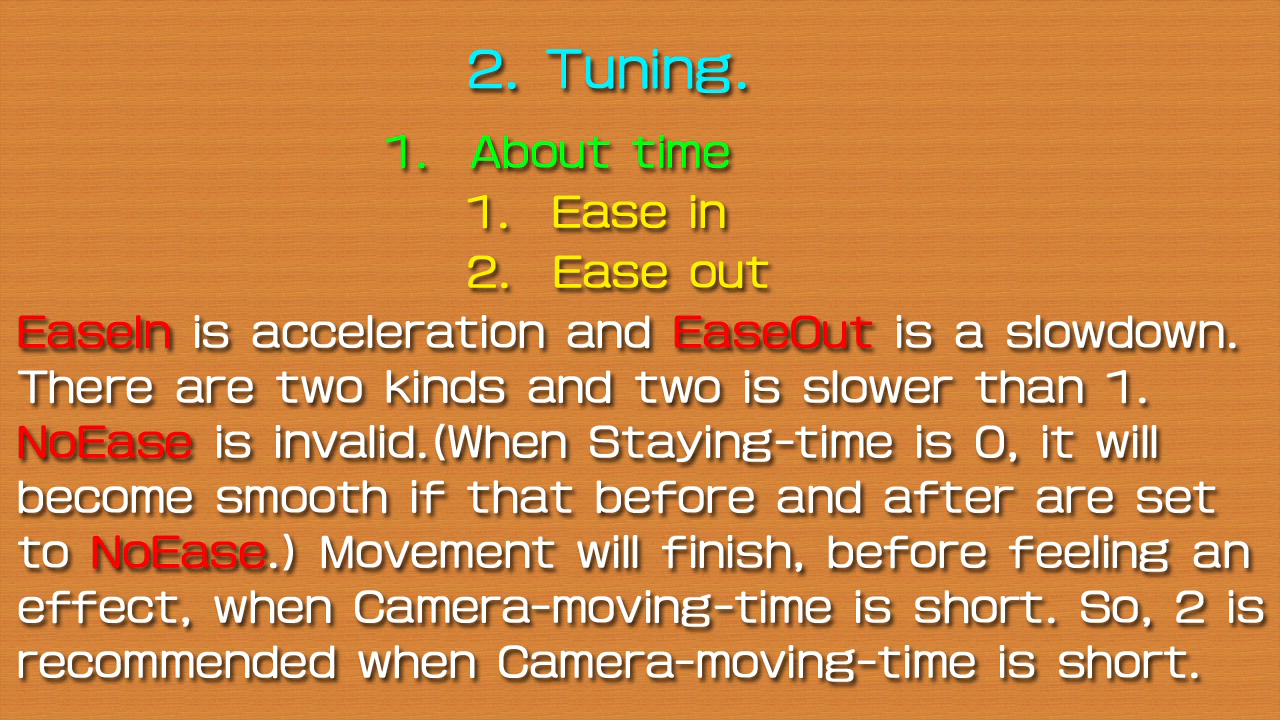 2. Tuning.
1. About time
1. Ease in
2. Ease out
EaseIn is acceleration and EaseOut is a slowdown.
There are two kinds and two is slower than 1.
NoEase is invalid.(When Staying-time is 0, it will
become smooth if that before and after are set
to NoEase.) Movement will finish, before feeling an
effect, when Camera-moving-time is short. So, 2 is
recommended when Camera-moving-time is short.